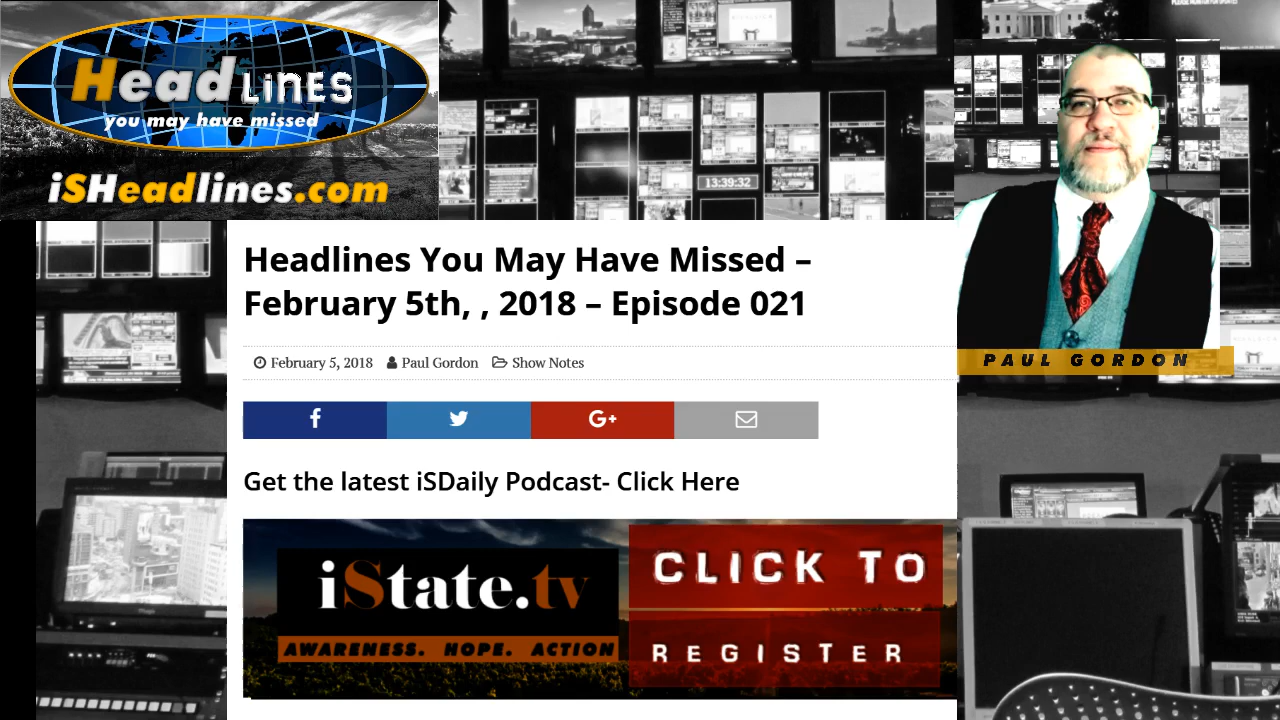 HeadLINES
you may have missed
iSHeadlines.com
13:39:32
Headlines You May Have Missed –
February 5th, , 2018 – Episode 021
February 5, 2018 Paul Gordon Show Notes
f G+
Get the latest iSDaily Podcast- Click Here
iState.tv
AWARENESS. HOPE. ACTION
CLICK TO
REGISTER
PAUL GORDON